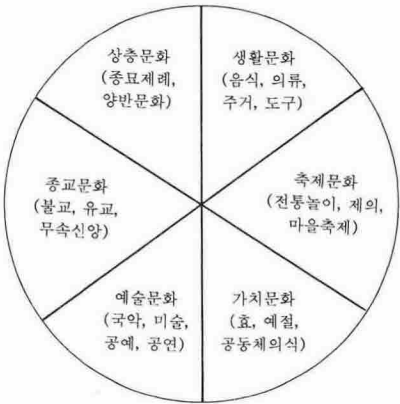 상층문화
(종묘제례,
양반문화)
생활문화
(음식, 의류,
주거, 도구)
종교문화
(불교, 유교,
무속신앙)
축제문화
(전통놀이, 제의,
마을축제)
예술문화
(국악, 미술,
공예, 공연)
가치문화
(효, 예절,
공동체의식)